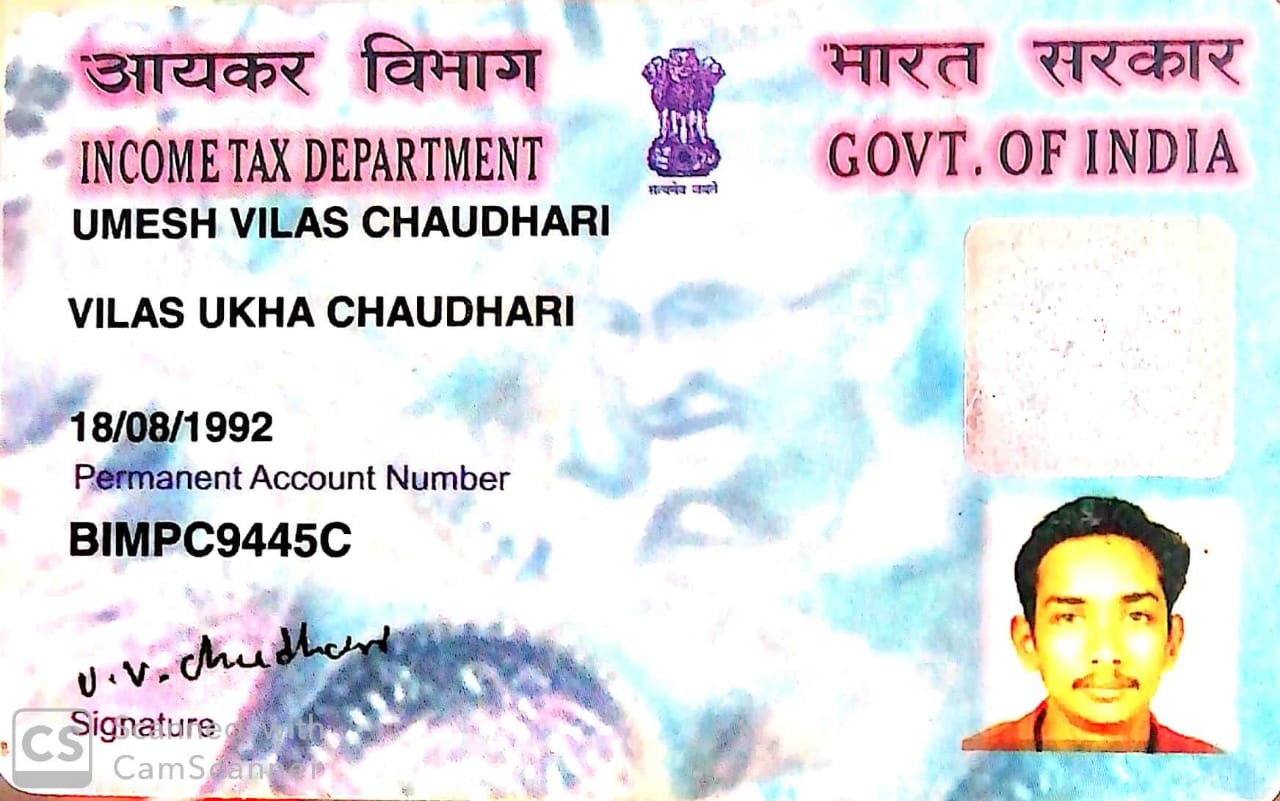 आयकर विभाग
भारत सरकार
INCOME TAX DEPARTMENT
GOVT. OF INDIA
सत्यमेव जयते
UMESH VILAS CHAUDHARI
VILAS UKHA CHAUDHARI
18/08/1992
Permanent Account Number
BIMPC9445C
U.V. Chudhari
Signature
CS Scanned with
CamScanner